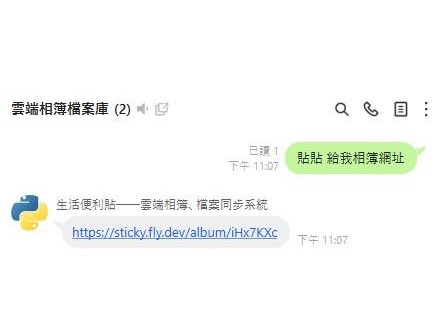 雲端相簿檔案庫 (2)
已讀 1
下午 11:07
貼貼 給我相簿網址
生活便利貼——雲端相簿、檔案同步系統
https://sticky.fly.dev/album/iHx7KXc
下午 11:07